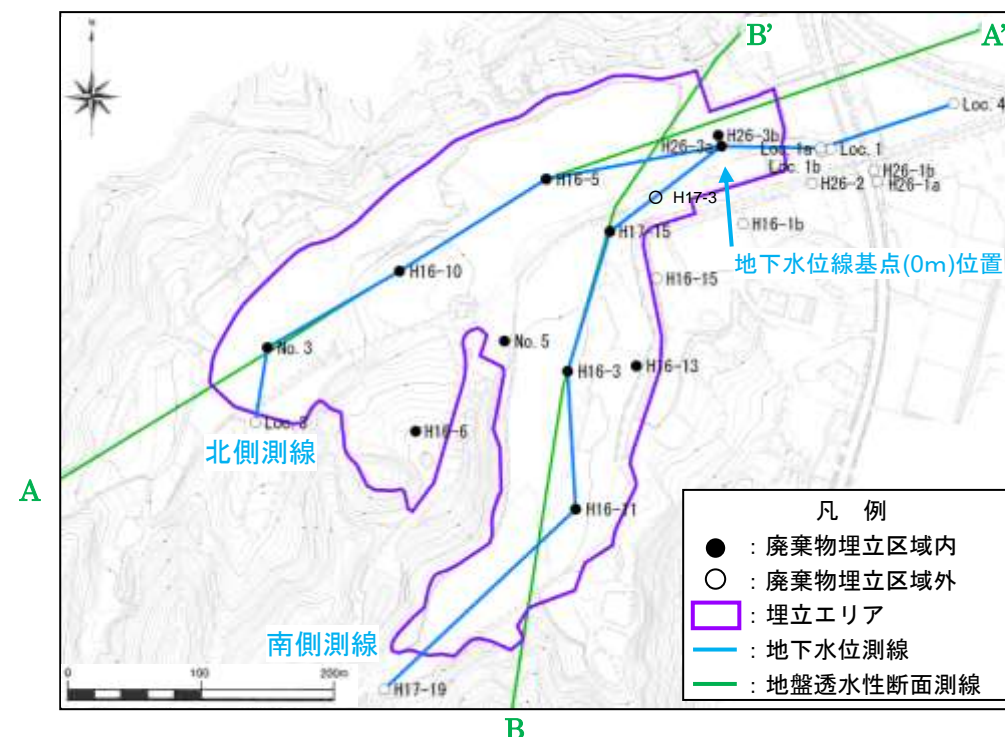 B'
A'
Loc. 4
H26-3b
H26-3a
Loc. 1a
Loc. 1
Loc. 1b
H26-1b
H26-2
H26-1a
H16-5
H17-3
H16-1b
H17-15
地下水位線基点(0m)位置
H16-10
H16-15
No. 3
No. 5
H16-3
H16-13
Loc. 3
H16-6
北側測線
A
H16-11
凡 例
● : 廃棄物埋立区域内
○ : 廃棄物埋立区域外
: 埋立エリア
: 地下水位測線
: 地盤透水性断面測線
南側測線
H17-19
0 100 200m
B